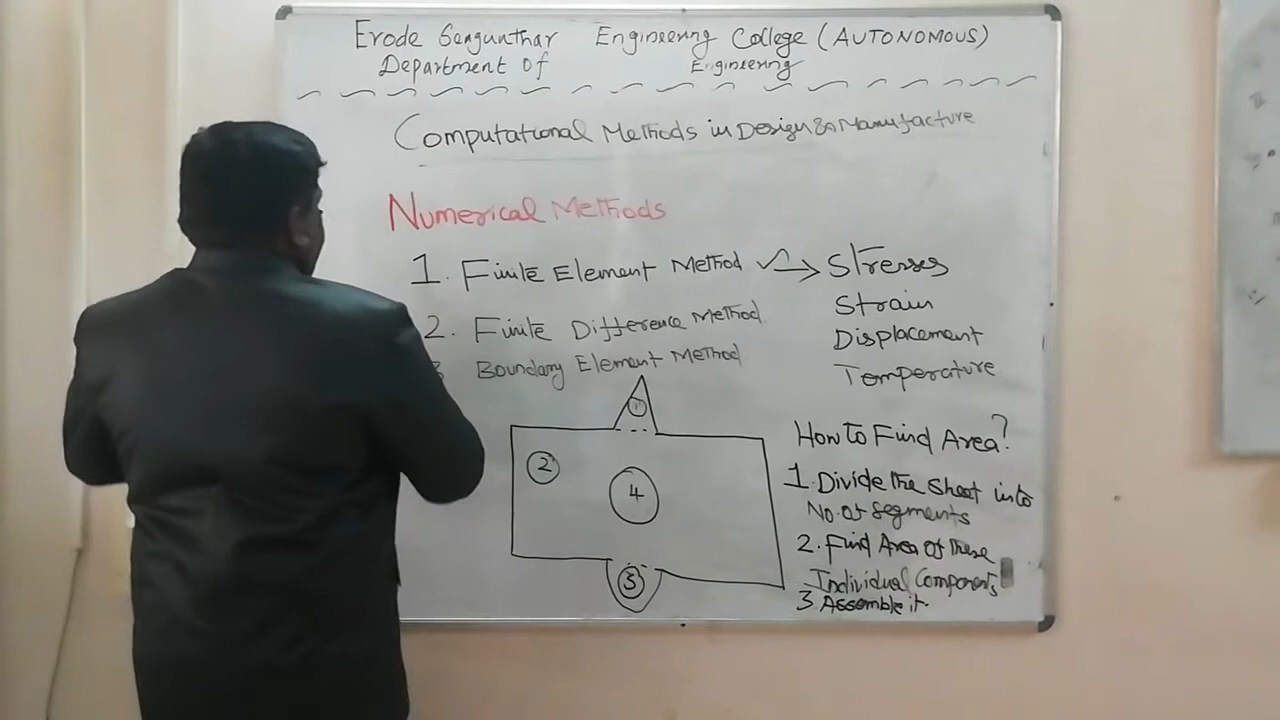 Erode Sengunthar Engineering College (AUTONOMOUS)
Department Of Engineering
Computational Methods in Design & Manufacture
Numerical Methods
1. Finite Element Method → Stresses
Strain
2. Finite Difference Method
Displacement
3 Boundary Element Method
Temperature
1
2
4
3
How to Find Area?
1. Divide the Sheet into
No. of Segments
2. Find Area Of These
Individual Components
3 Assemble it